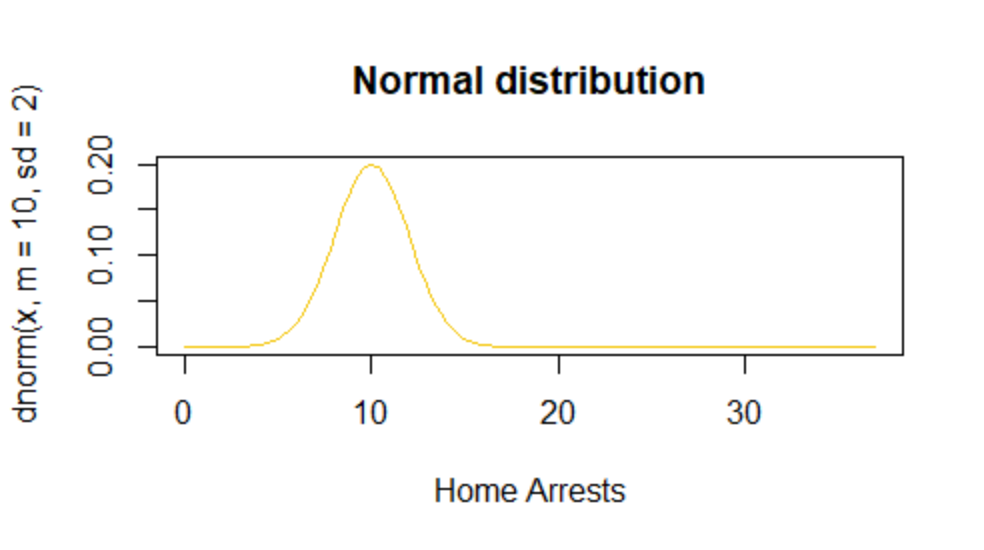 Normal distribution
dnorm(x, m = 10, sd = 2)
0.20
0.10
0.00
0 10 20 30
Home Arrests